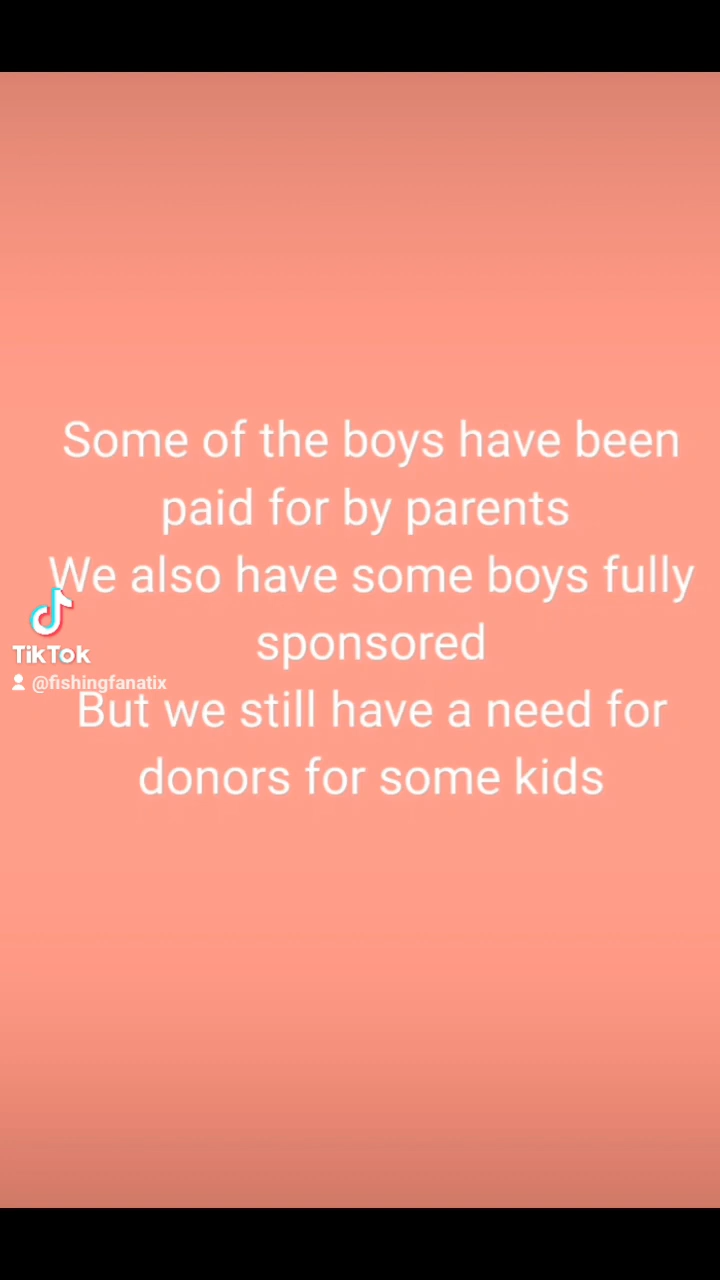 Some of the boys have been
paid for by parents
We also have some boys fully
sponsored
TikTok
@fishingfanatix
But we still have a need for
donors for some kids